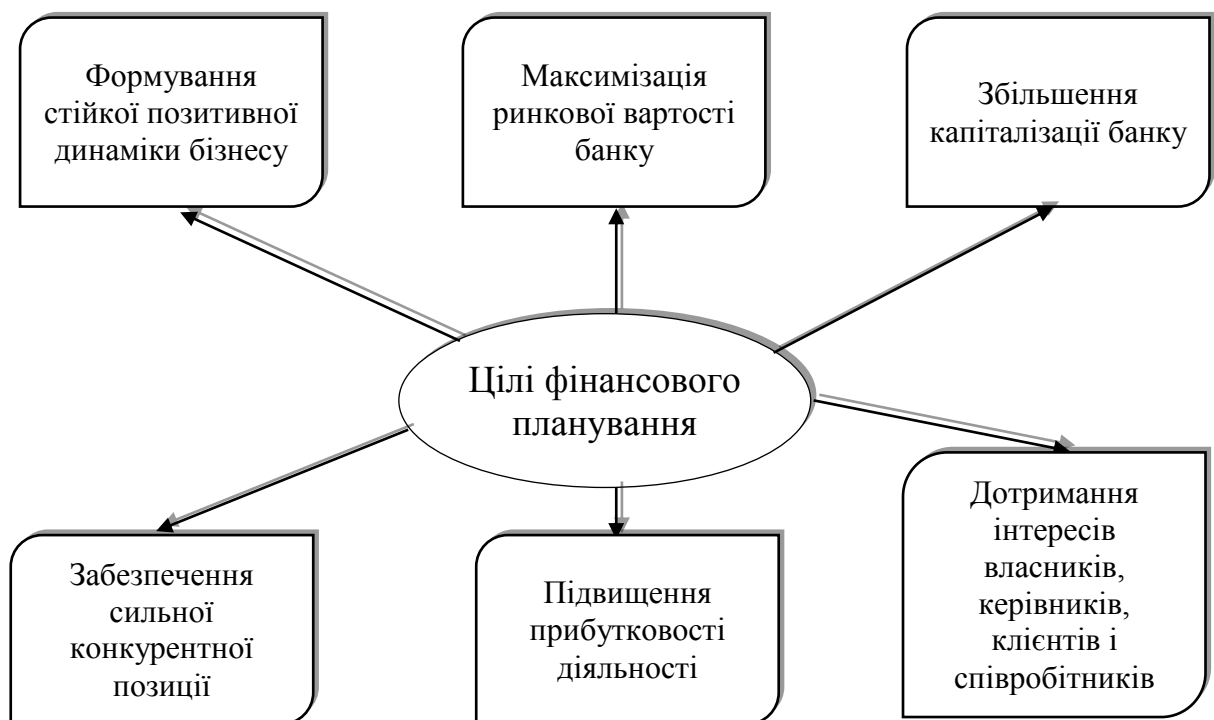 Формування
стійкої позитивної
динаміки бізнесу
Максимізація
ринкової вартості
банку
Збільшення
капіталізації банку
Цілі фінансового
планування
Забезпечення
сильної
конкурентної
позиції
Підвищення
прибутковості
діяльності
Дотримання
інтересів
власників,
керівників,
клієнтів і
співробітників